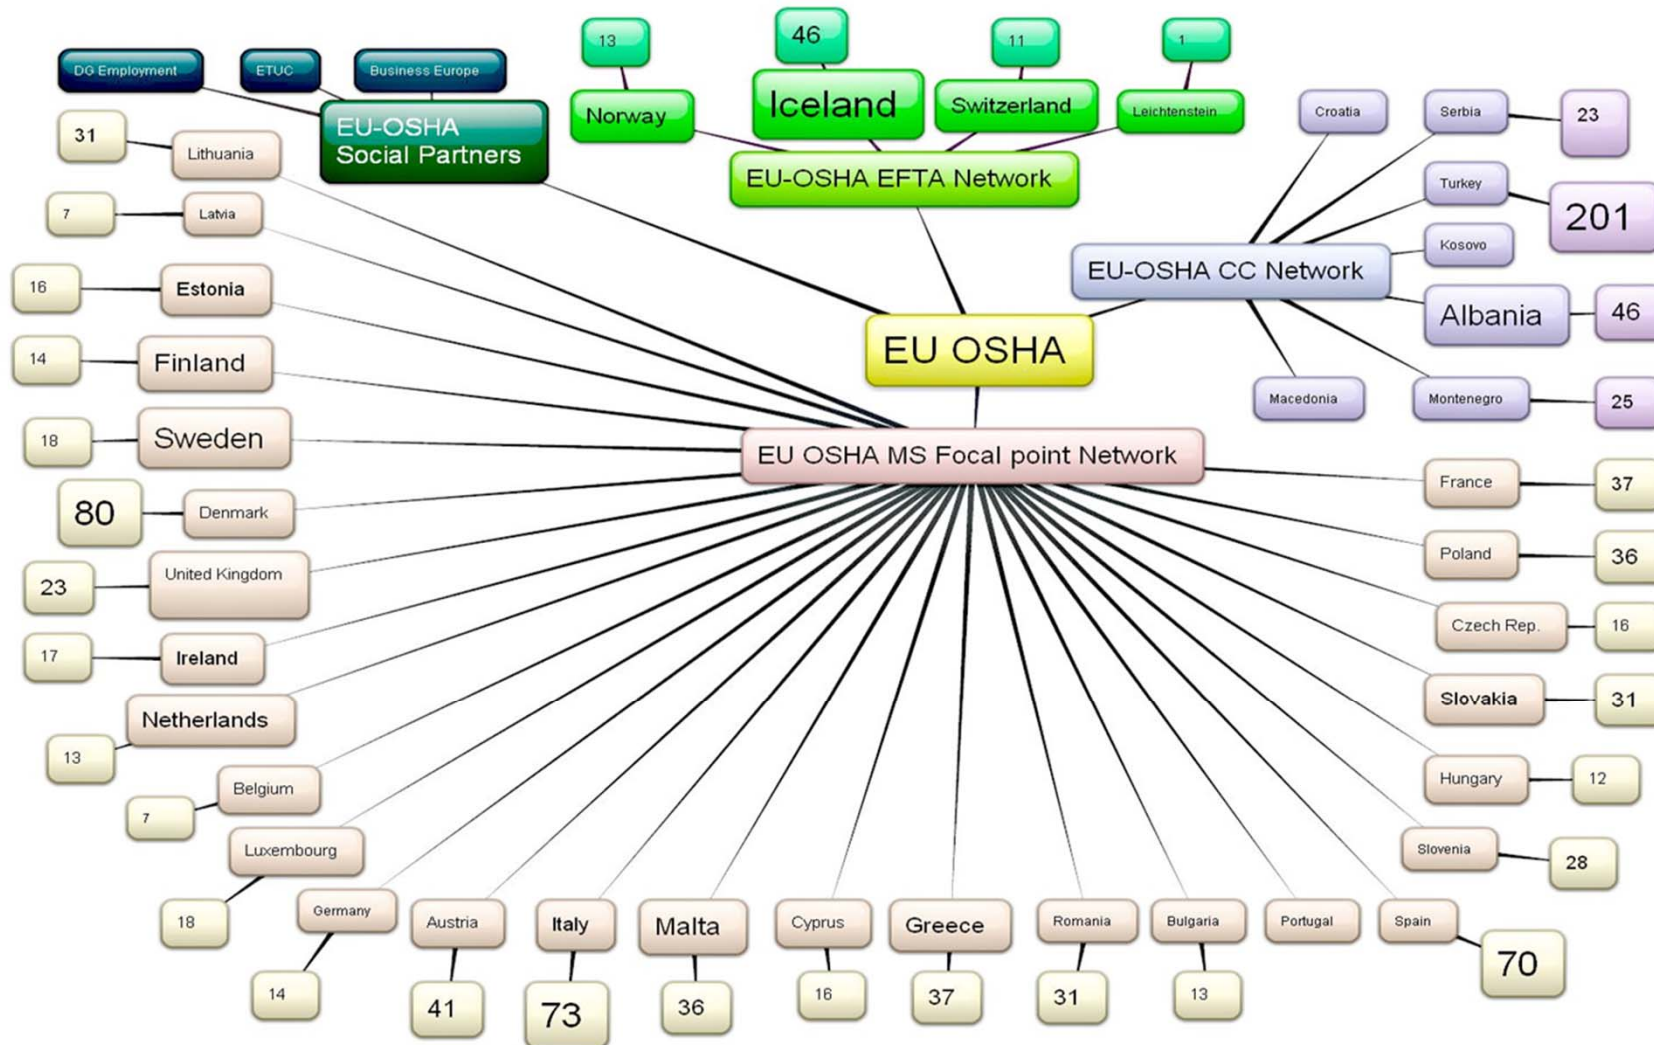 13
46
11
1
DG Employment
ETUC
Business Europe
Norway
Iceland
Switzerland
Leichtenstein
Croatia
Serbia
23
EU-OSHA
Social Partners
31
Lithuania
EU-OSHA EFTA Network
Turkey
201
7
Latvia
Kosovo
EU-OSHA CC Network
16
Estonia
Albania
46
EU OSHA
14
Finland
Macedonia
Montenegro
25
18
Sweden
EU OSHA MS Focal point Network
France
37
80
Denmark
Poland
36
23
United Kingdom
Czech Rep.
16
17
Ireland
Slovakia
31
Netherlands
13
Hungary
12
Belgium
7
Luxembourg
18
Slovenia
28
Germany
14
Austria
41
Italy
73
Malta
36
Cyprus
16
Greece
37
Romania
31
Bulgaria
13
Portugal
Spain
70